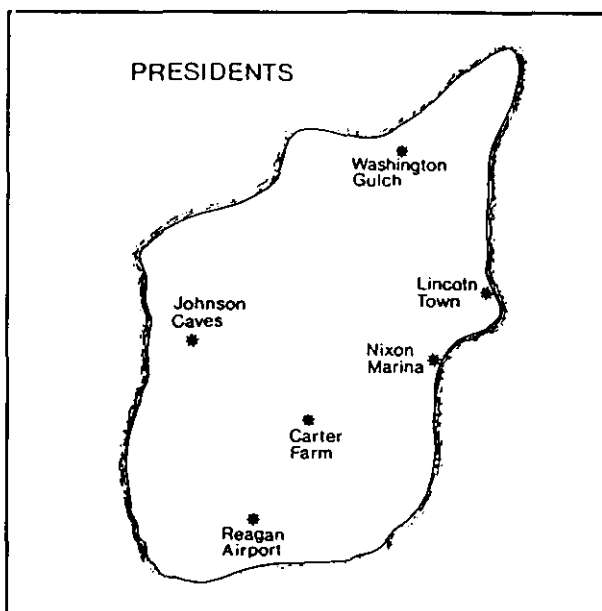 PRESIDENTS
Washington
Gulch
Lincoln
Town
Johnson
Caves
Nixon
Marina
Carter
Farm
Reagan
Airport